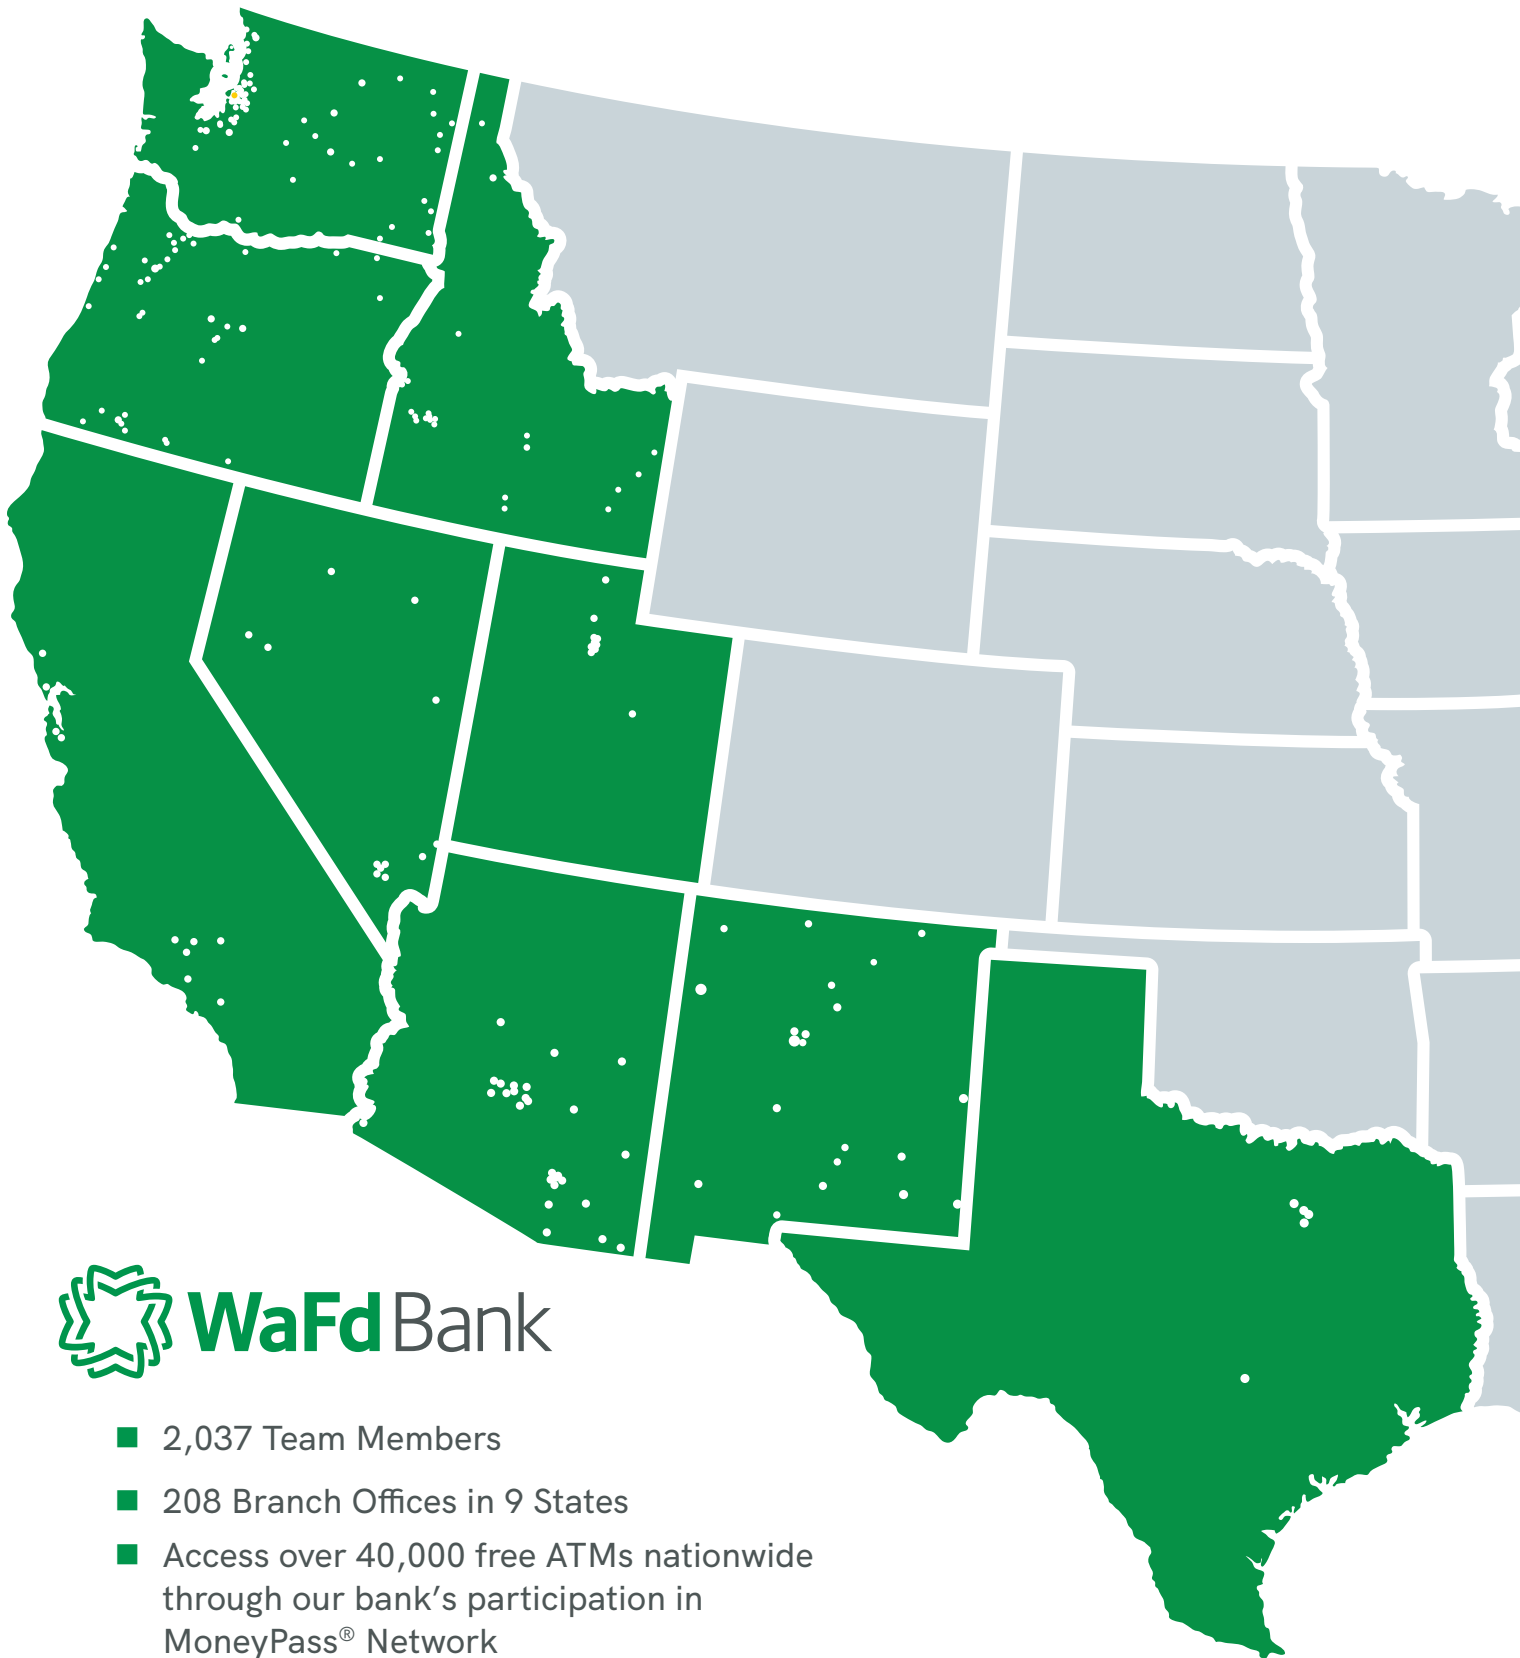 WaFd Bank
2,037 Team Members
208 Branch Offices in 9 States
Access over 40,000 free ATMs nationwide
through our bank’s participation in
MoneyPass® Network